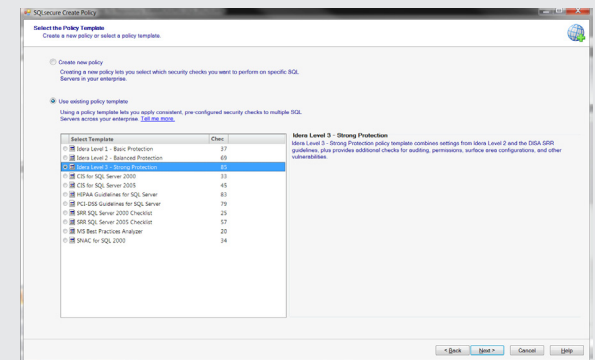 SQLsecure Create Policy
Select the Policy Template
Create a new policy or select a policy template.
Create new policy
Creating a new policy lets you select which security checks you want to perform on specific SQL
Servers in your enterprise.
Use existing policy template
Using a policy template lets you apply consistent, pre-configured security checks to multiple SQL
Servers across your enterprise. Tell me more.
Select Template Chec
Idera Level 1 - Basic Protection 37
Idera Level 2 - Balanced Protection 69
Idera Level 3 - Strong Protection 85
CIS for SQL Server 2000 33
CIS for SQL Server 2005 45
HIPAA Guidelines for SQL Server 83
PCI-DSS Guidelines for SQL Server 79
SRR SQL Server 2000 Checklist 25
SRR SQL Server 2005 Checklist 57
MS Best Practices Analyzer 20
SNAC for SQL 2000 34
Idera Level 3 - Strong Protection
Idera Level 3 - Strong Protection policy template combines settings from Idera Level 2 and the DISA SRR
guidelines, plus provides additional checks for auditing, permissions, surface area configurations, and other
vulnerabilities.
< Back Next > Cancel Help